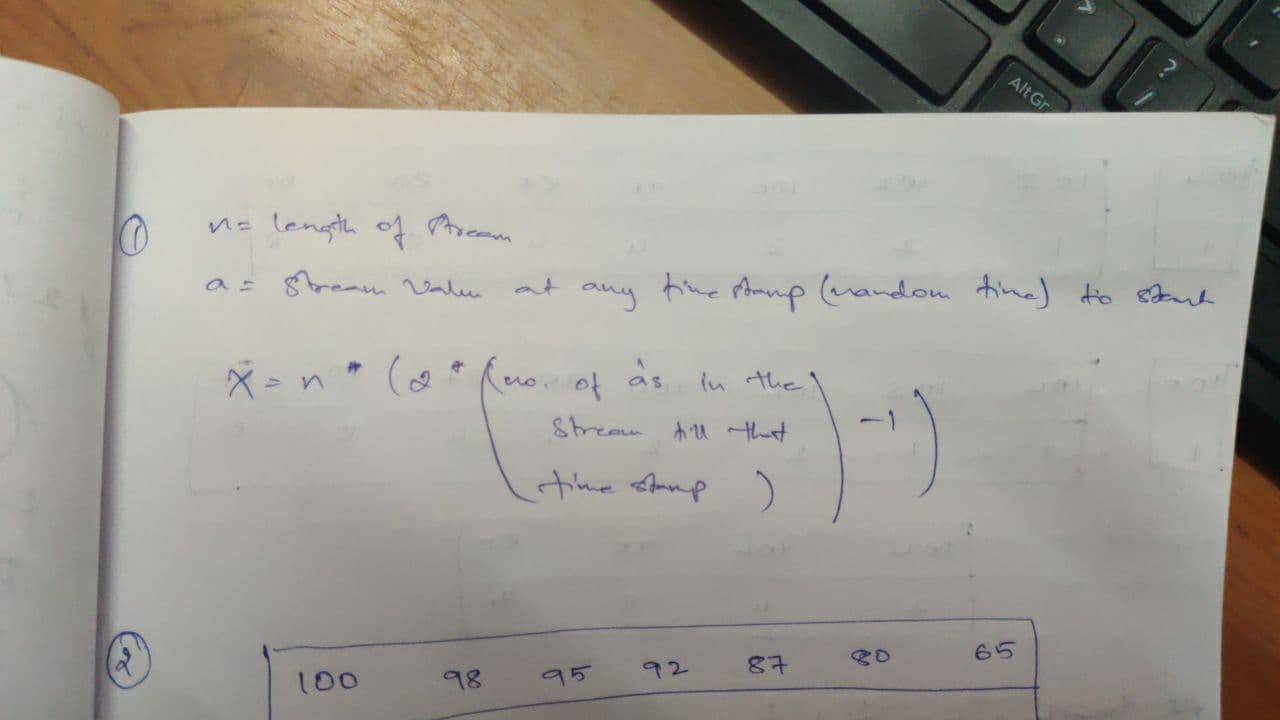 ① n= length of stream
a = stream value at any time stamp (random time) to start
X = n * (2 * (no. of a's in the
stream till that
time stamp ) ) -1 )
② 100 98 95 92 87 80 65
AltGr
?
/
>